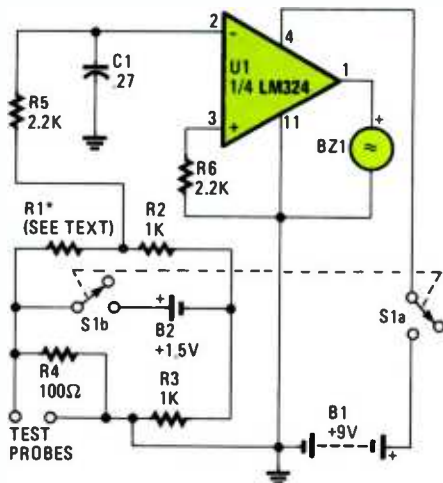 2
-
4
C1
.27
U1
1/4 LM324
1
R5
2.2K
3
+
11
+
BZ1
R6
2.2K
R1*
(SEE TEXT)
R2
1K
S1b
+
B2
+1.5V
S1a
R4
100Ω
R3
1K
B1
+9V
+
TEST
PROBES